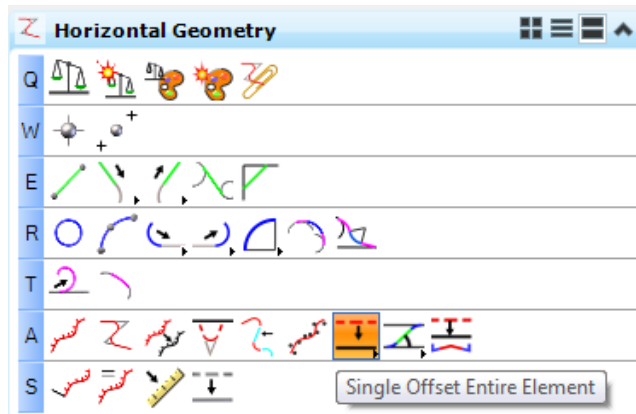 Horizontal Geometry
Q
W
E
R
T
A
S
Single Offset Entire Element